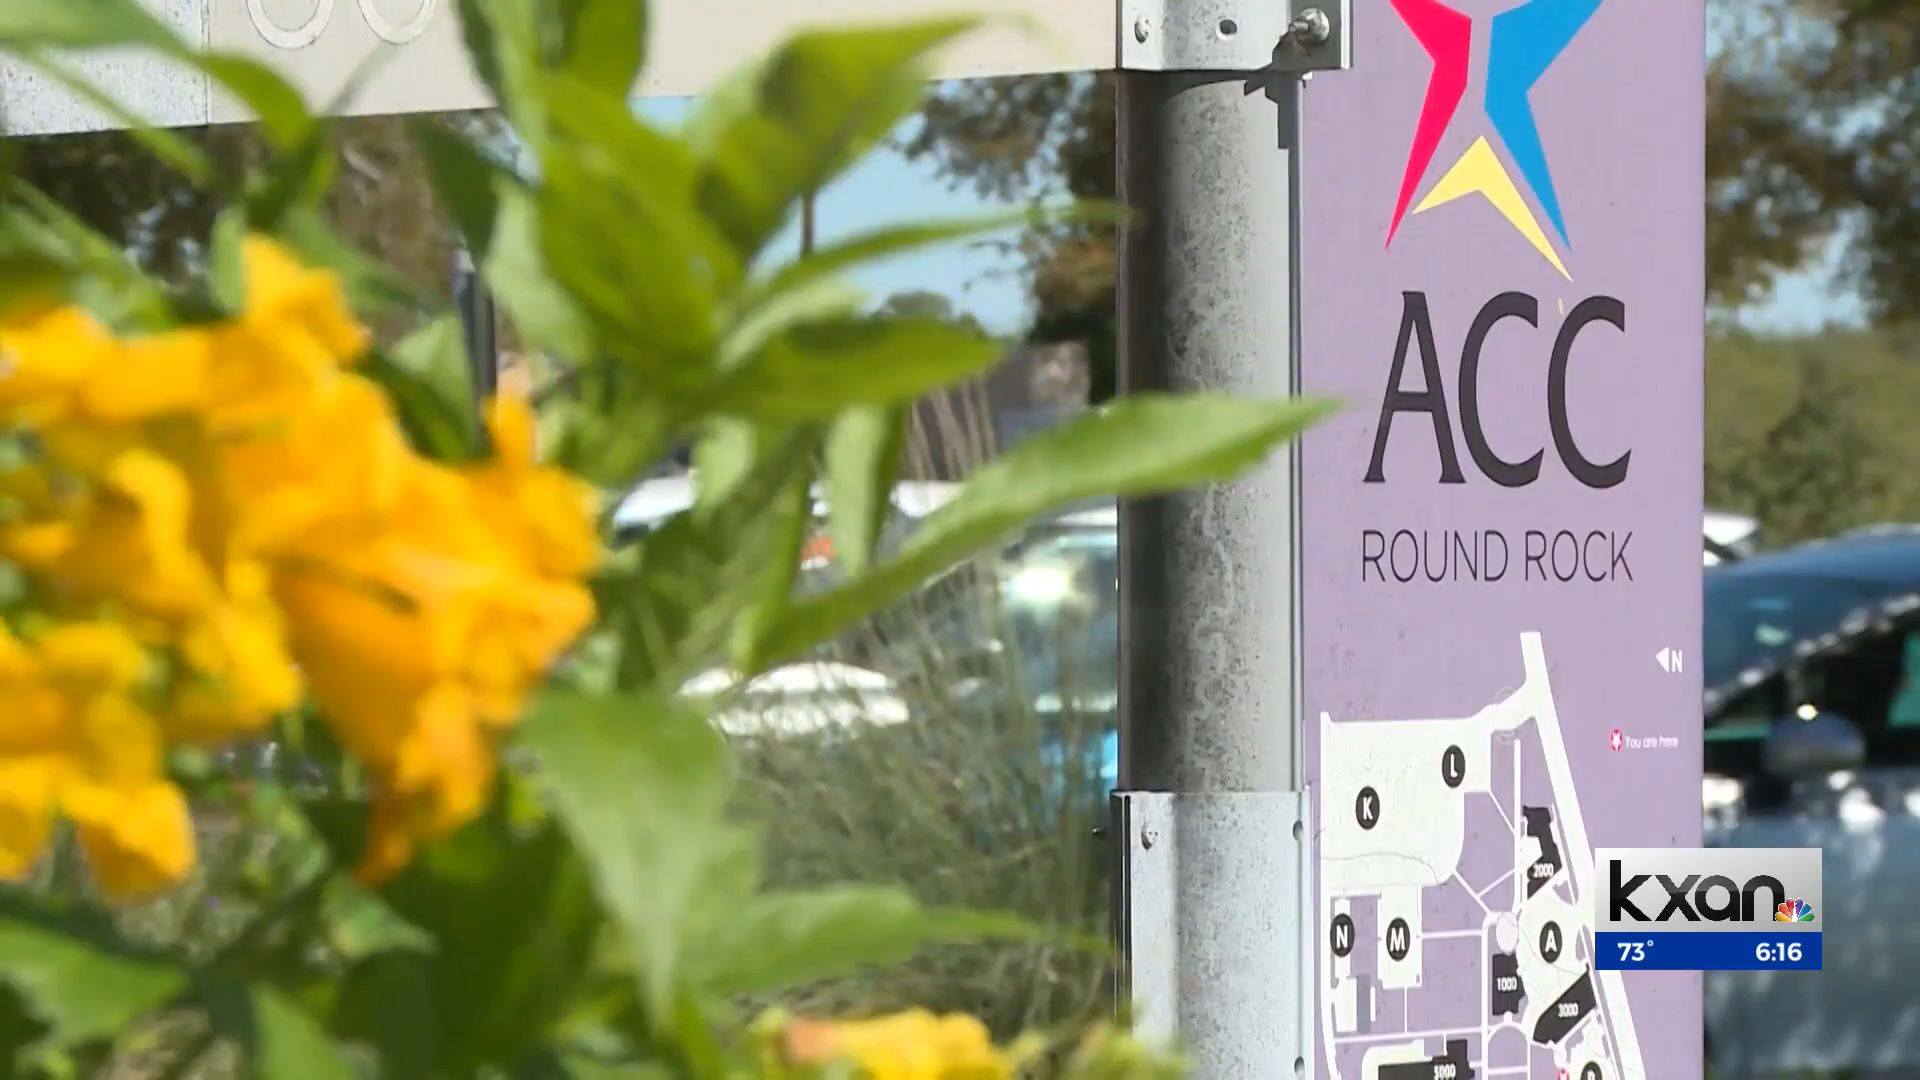 ACC
ROUND ROCK
N
You are here
L
K
2000
N
M
A
1000
3000
5000
kxan
73°
6:16